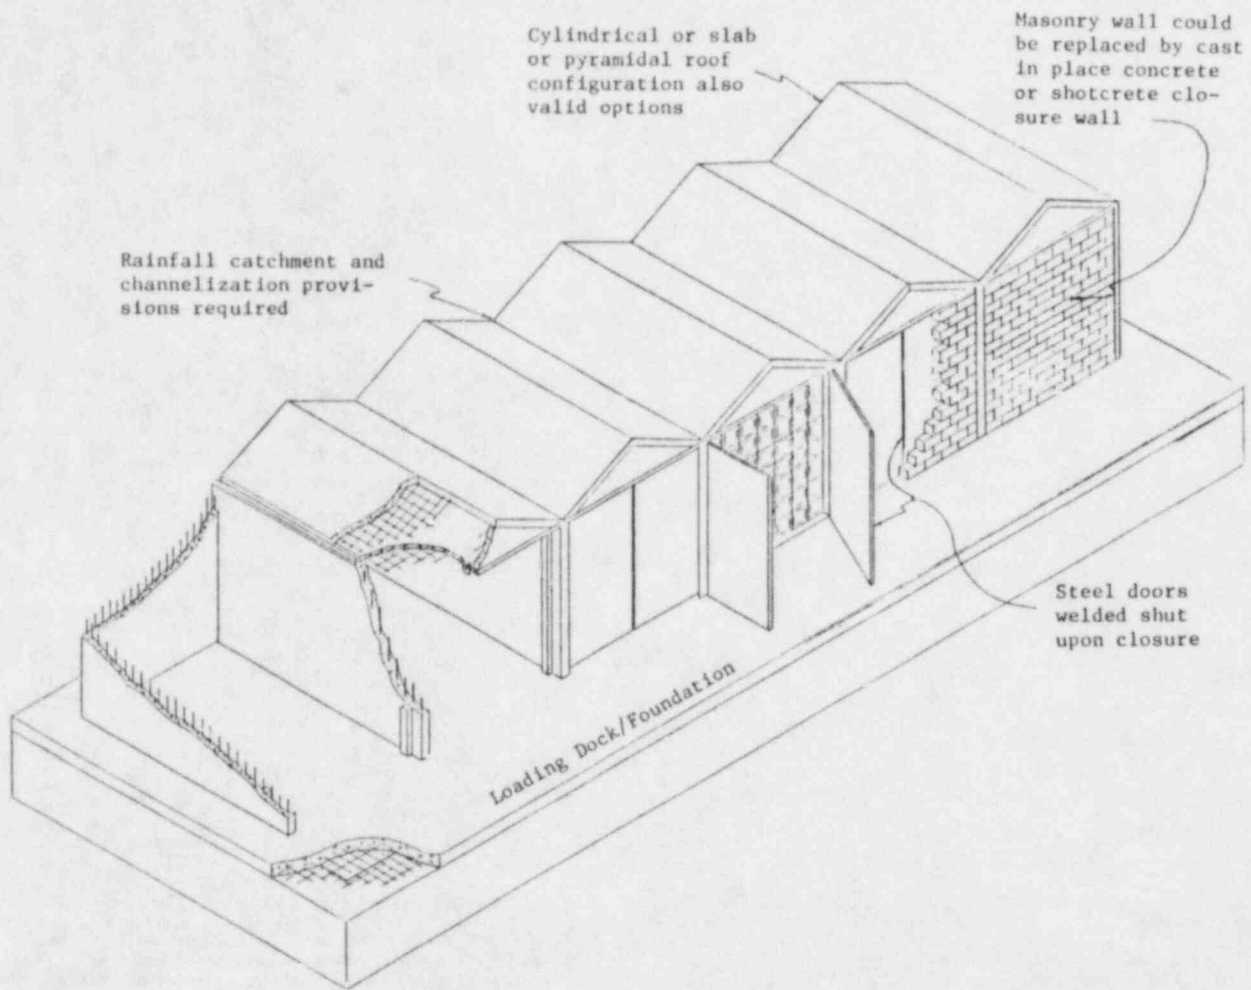 Cylindrical or slab
or pyramidal roof
configuration also
valid options
Masonry wall could
be replaced by cast
in place concrete
or shotcrete clo-
sure wall
Rainfall catchment and
channelization provi-
sions required
Steel doors
welded shut
upon closure
Loading Dock/Foundation